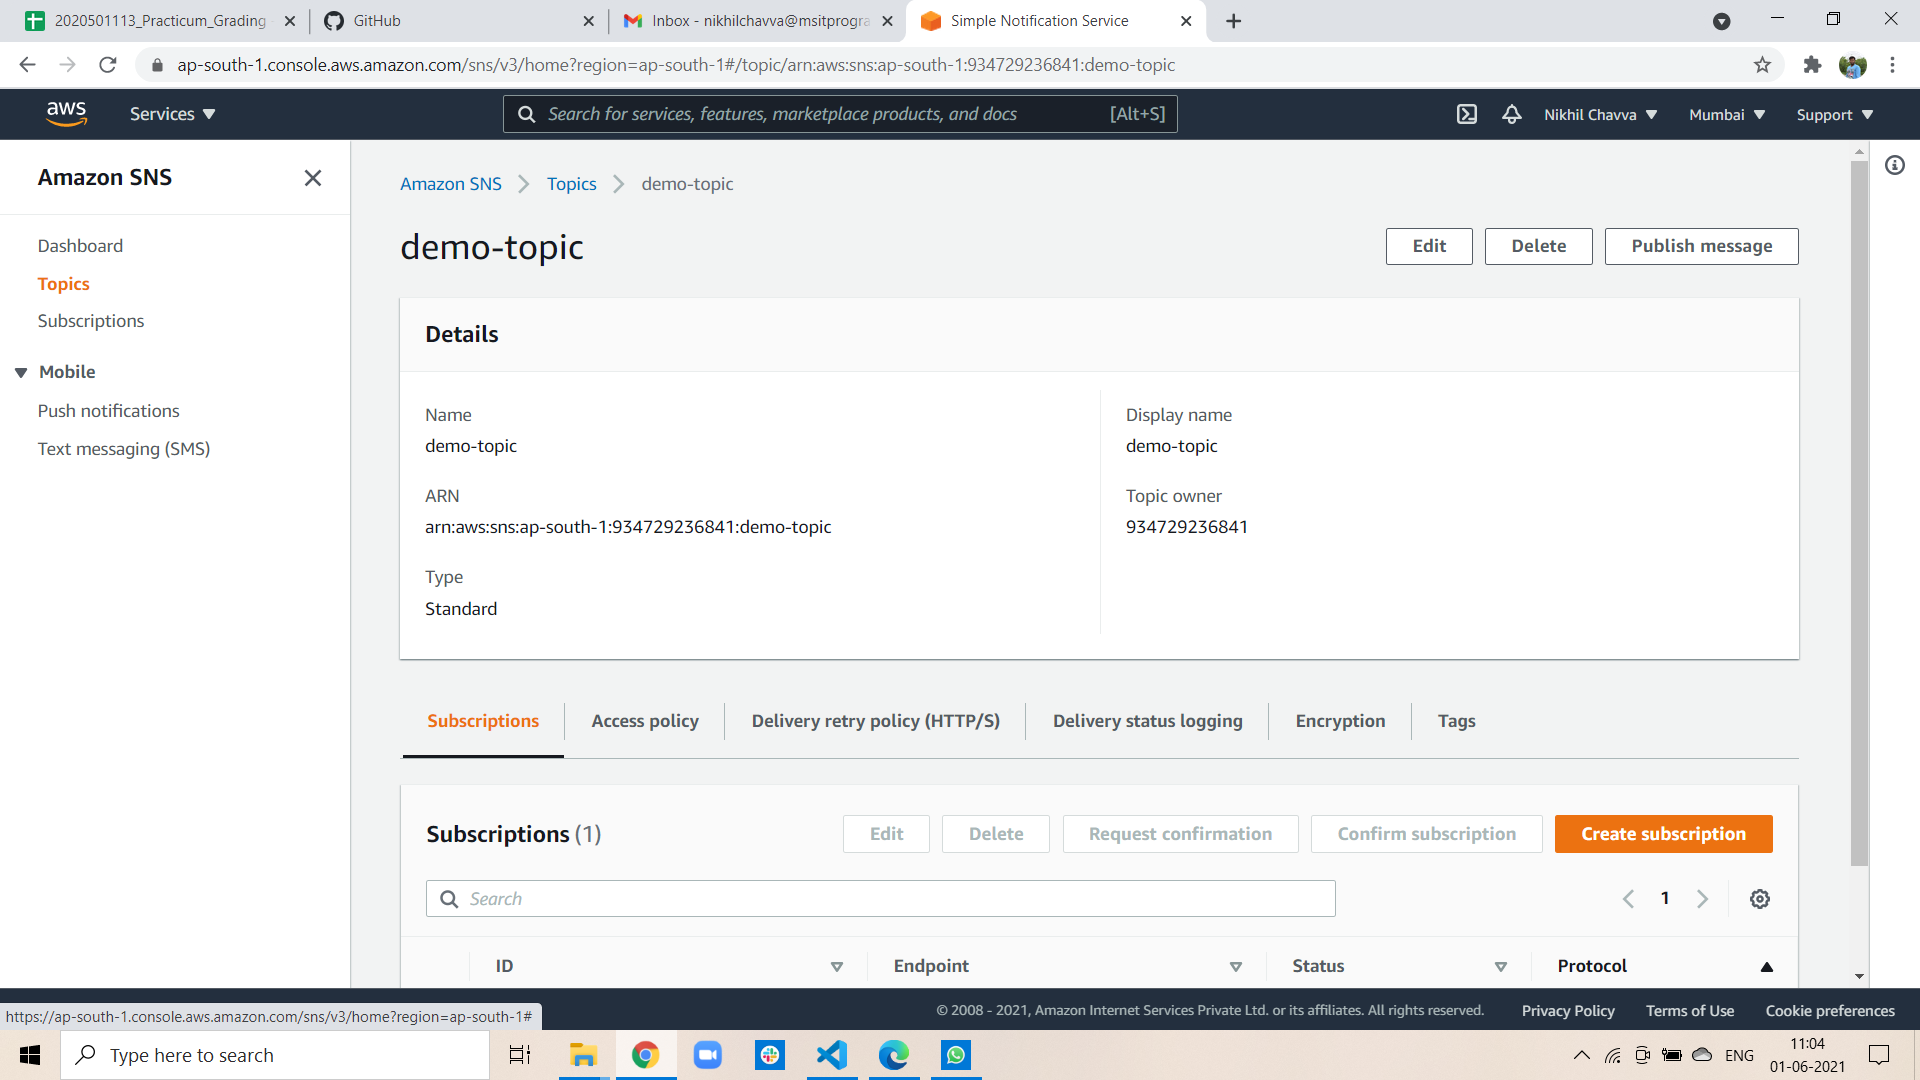 2020501113_Practicum_Grading
GitHub
Inbox - nikhilchavva@msitprogra
Simple Notification Service
ap-south-1.console.aws.amazon.com/sns/v3/home?region=ap-south-1#/topic/arn:aws:sns:ap-south-1:934729236841:demo-topic
aws
Services
Search for services, features, marketplace products, and docs
[Alt+S]
Nikhil Chavva
Mumbai
Support
Amazon SNS
Dashboard
Topics
Subscriptions
Mobile
Push notifications
Text messaging (SMS)
Amazon SNS
Topics
demo-topic
demo-topic
Edit
Delete
Publish message
Details
Name
demo-topic
ARN
arn:aws:sns:ap-south-1:934729236841:demo-topic
Type
Standard
Display name
demo-topic
Topic owner
934729236841
Subscriptions
Access policy
Delivery retry policy (HTTP/S)
Delivery status logging
Encryption
Tags
Subscriptions (1)
Edit
Delete
Request confirmation
Confirm subscription
Create subscription
Search
1
ID
Endpoint
Status
Protocol
https://ap-south-1.console.aws.amazon.com/sns/v3/home?region=ap-south-1#
© 2008 - 2021, Amazon Internet Services Private Ltd. or its affiliates. All rights reserved.
Privacy Policy
Terms of Use
Cookie preferences
Type here to search
ENG
11:04
01-06-2021